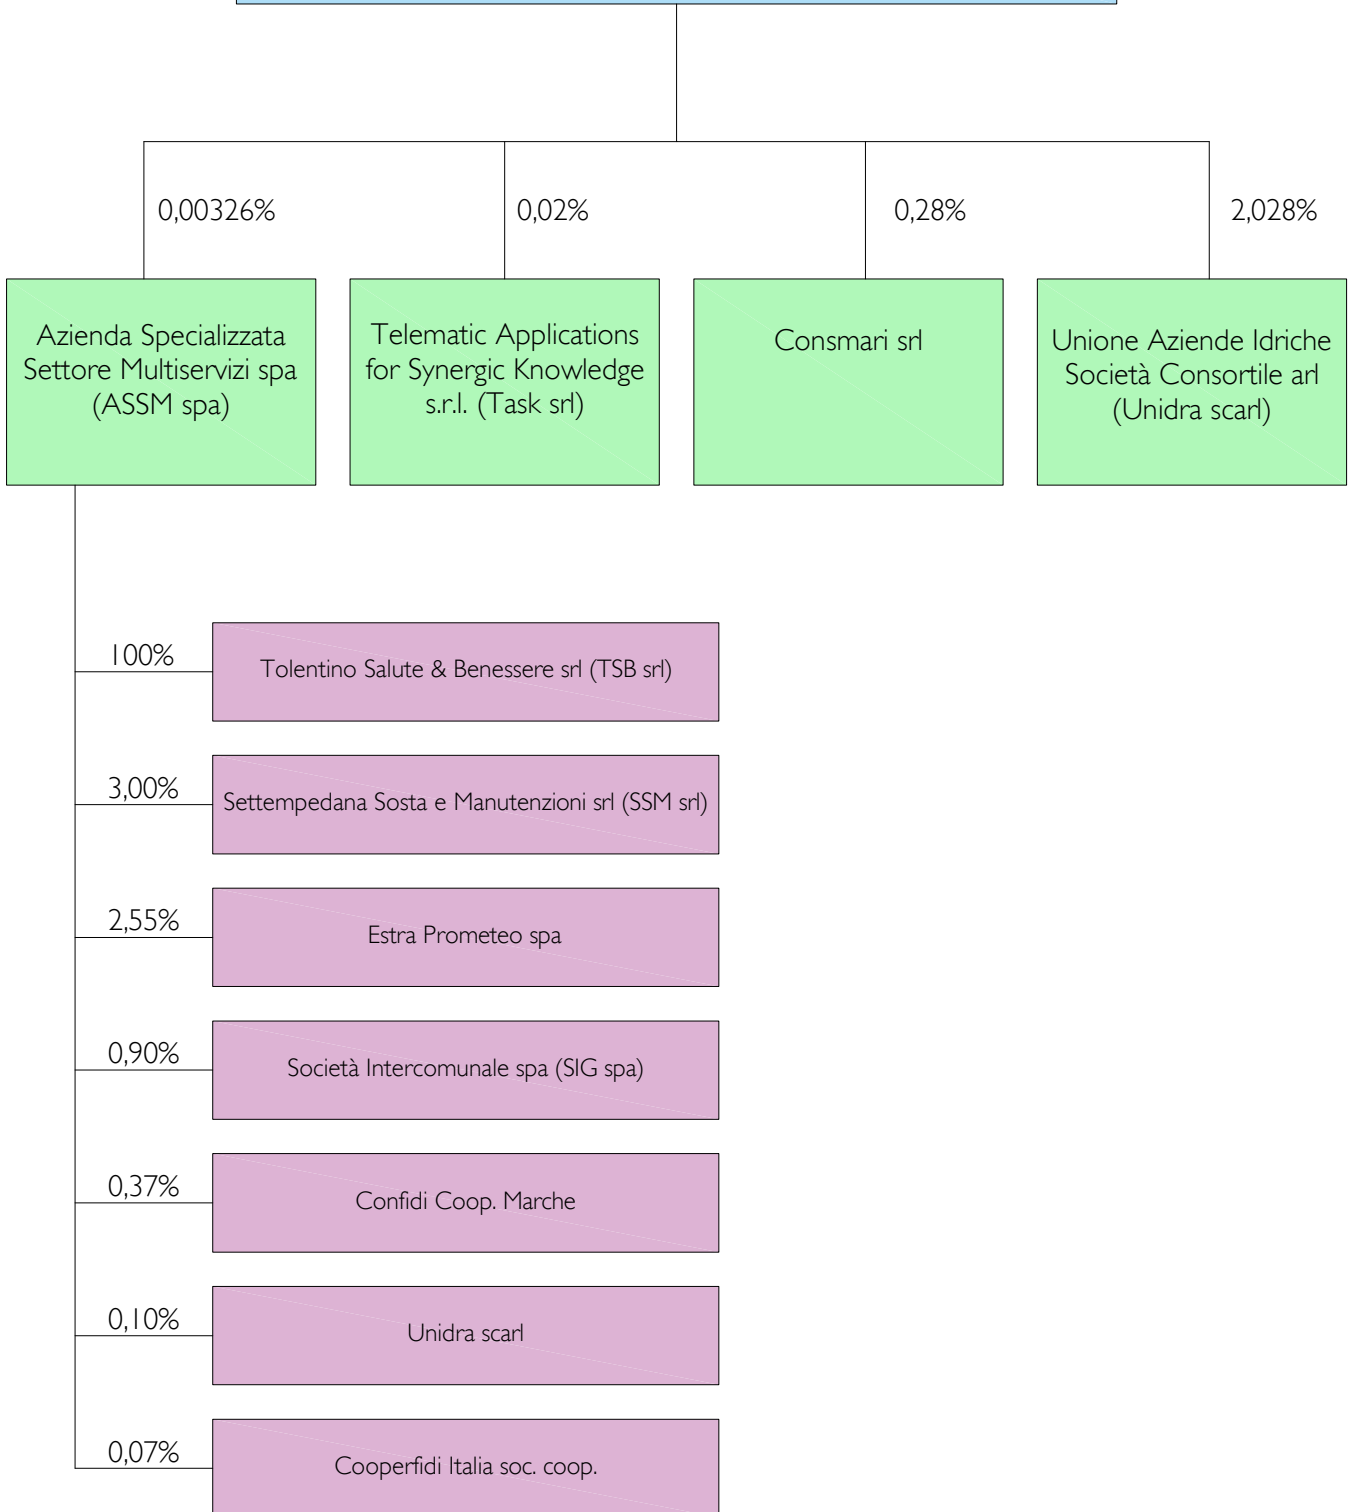 0,00326%
0,02%
0,28%
2,028%
Azienda Specializzata
Settore Multiservizi spa
(ASSM spa)
Telematic Applications
for Synergic Knowledge
s.r.l. (Task srl)
Consmari srl
Unione Aziende Idriche
Società Consortile arl
(Unidra scarl)
100%
Tolentino Salute & Benessere srl (TSB srl)
3,00%
Settempedana Sosta e Manutenzioni srl (SSM srl)
2,55%
Estra Prometeo spa
0,90%
Società Intercomunale spa (SIG spa)
0,37%
Confidi Coop. Marche
0,10%
Unidra scarl
0,07%
Cooperfidi Italia soc. coop.